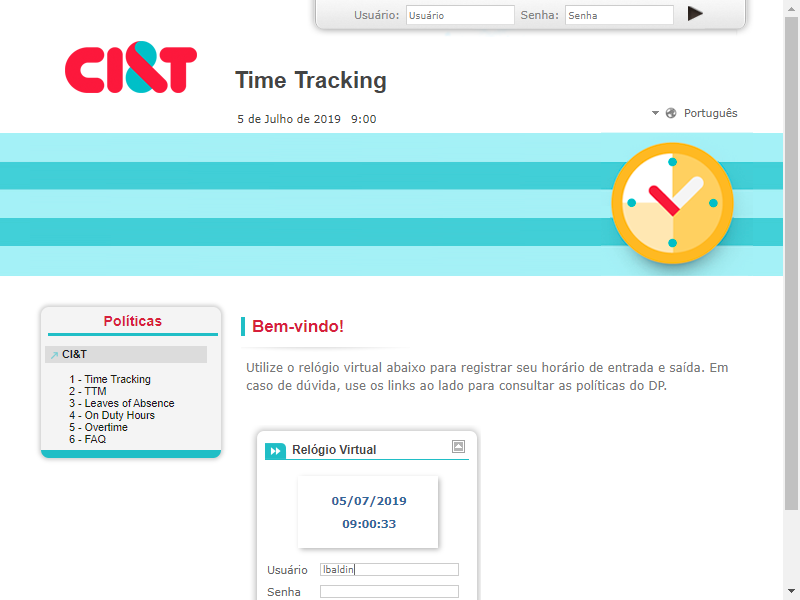 Usuário: Usuário Senha: Senha
CI&T
Time Tracking
5 de Julho de 2019 9:00
Português
Políticas
CI&T
1 - Time Tracking
2 - TTM
3 - Leaves of Absence
4 - On Duty Hours
5 - Overtime
6 - FAQ
Bem-vindo!
Utilize o relógio virtual abaixo para registrar seu horário de entrada e saída. Em
caso de dúvida, use os links ao lado para consultar as políticas do DP.
Relógio Virtual
05/07/2019
09:00:33
Usuário lbaldin
Senha